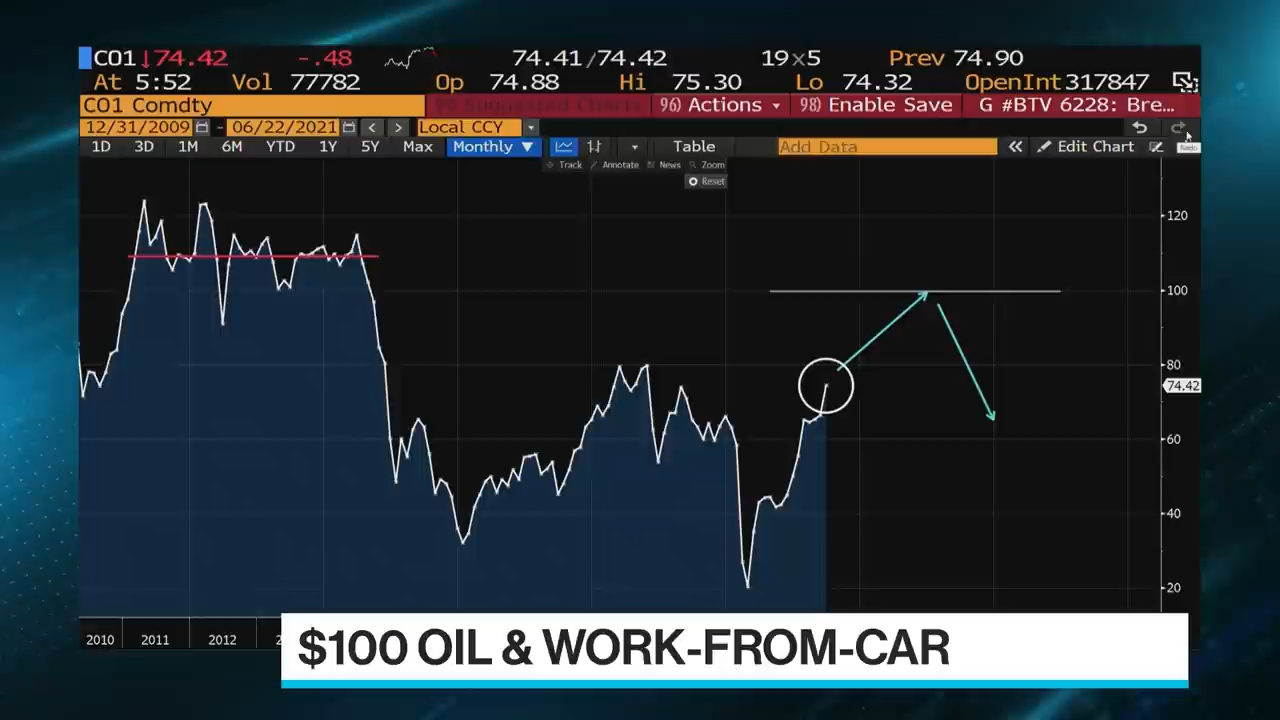 CO1 ↓74.42 -.48 74.41/74.42 19x5 Prev 74.90
At 5:52 Vol 77782 Op 74.88 Hi 75.30 Lo 74.32 OpenInt 317847
CO1 Comdty 96) Actions 98) Enable Save G #BTV 6228: Bre...
12/31/2009 - 06/22/2021 < > Local CCY
1D 3D 1M 6M YTD 1Y 5Y Max Monthly ▼ Table Add Data « Edit Chart
Track Annotate News Zoom
Reset
120
100
80
74.42
60
40
20
2010 2011 2012
$100 OIL & WORK-FROM-CAR